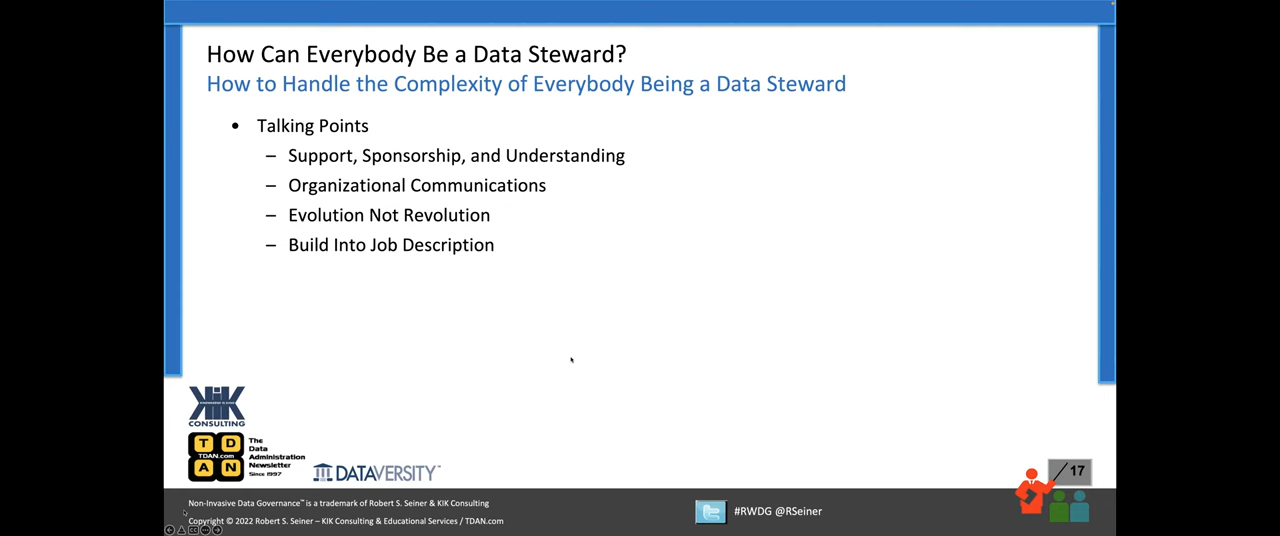 How Can Everybody Be a Data Steward?
How to Handle the Complexity of Everybody Being a Data Steward
• Talking Points
– Support, Sponsorship, and Understanding
– Organizational Communications
– Evolution Not Revolution
– Build Into Job Description
KIK
CONSULTING
T D
TDAN.com
A N
The
Data
Administration
Newsletter
Since 1997
DATAVERSITY™
17
Non-Invasive Data Governance™ is a trademark of Robert S. Seiner & KIK Consulting
Copyright © 2022 Robert S. Seiner – KIK Consulting & Educational Services / TDAN.com
#RWDG @RSeiner